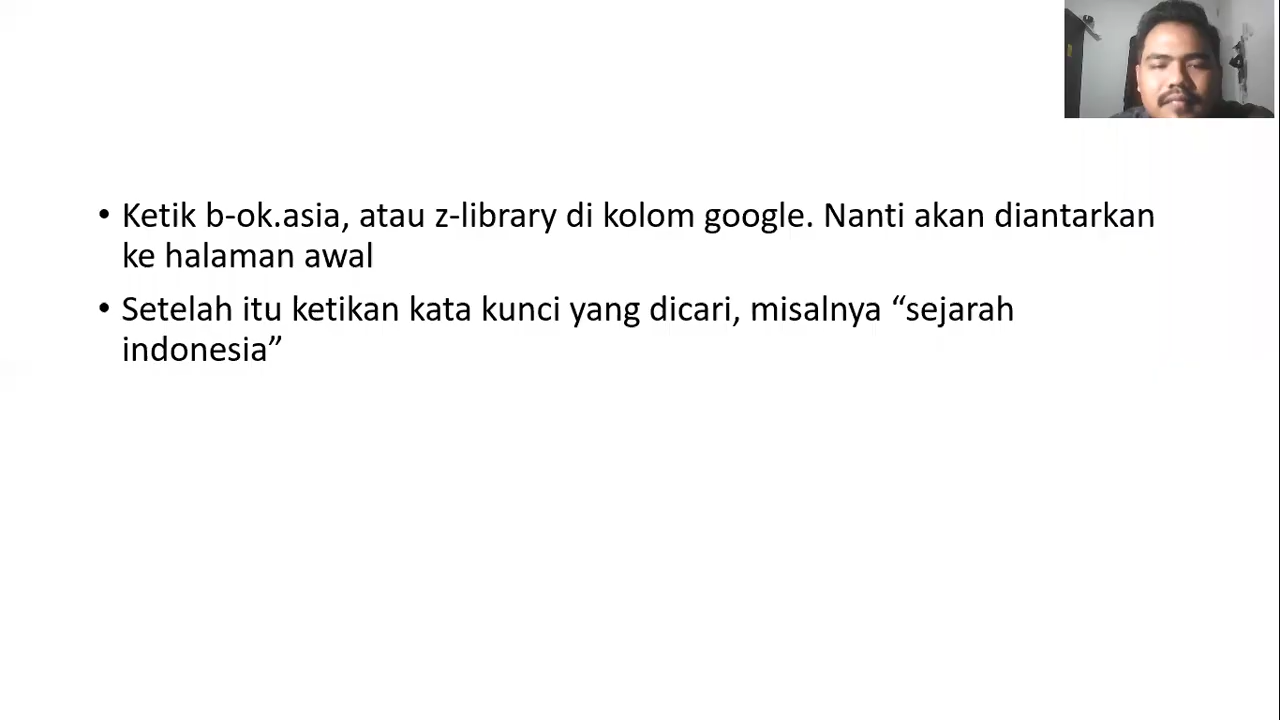 • Ketik b-ok.asia, atau z-library di kolom google. Nanti akan diantarkan
ke halaman awal
• Setelah itu ketikan kata kunci yang dicari, misalnya “sejarah
indonesia”